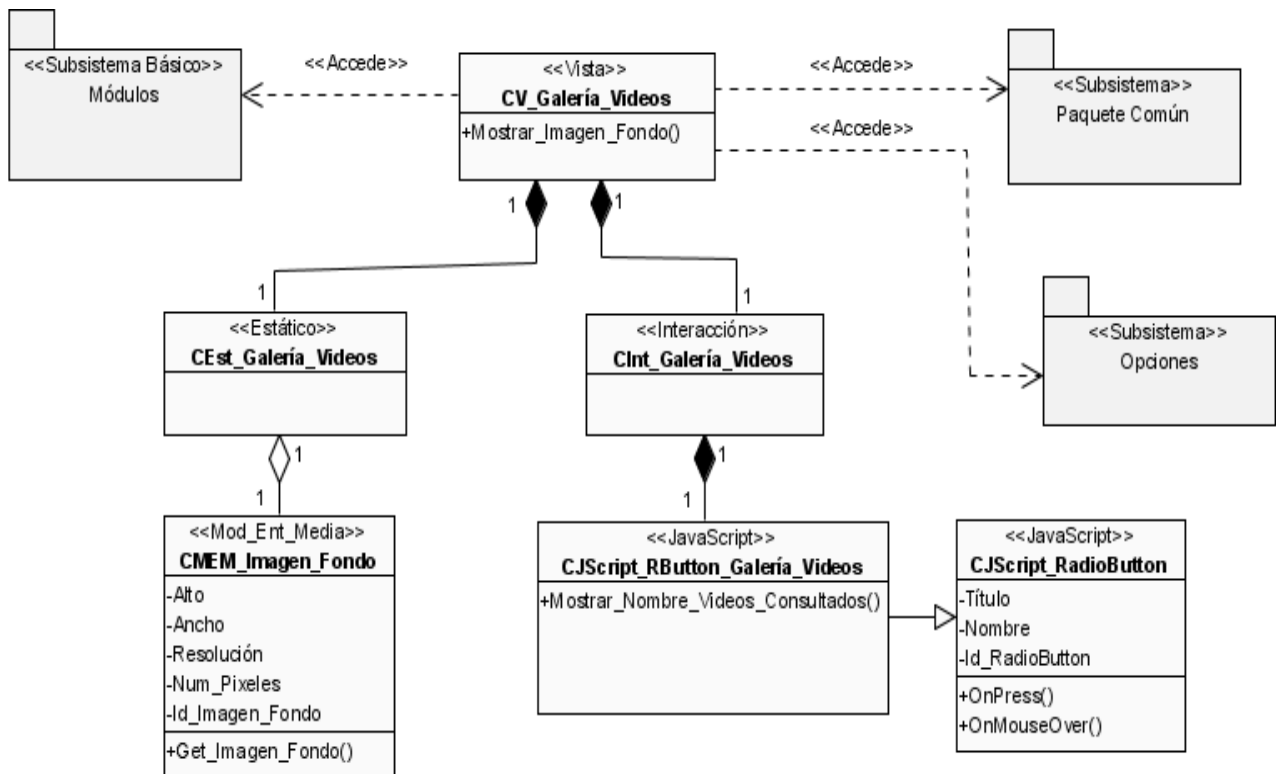 <<Subsistema Básico>>
Módulos
<<Accede>>
<<Vista>>
CV_Galería_Videos
+Mostrar_Imagen_Fondo()
<<Accede>>
<<Accede>>
<<Subsistema>>
Paquete Común
1
1
1
1
<<Subsistema>>
Opciones
<<Estático>>
CEst_Galería_Videos
<<Interacción>>
CInt_Galería_Videos
1
1
1
1
<<Mod_Ent_Media>>
CMEM_Imagen_Fondo
-Alto
-Ancho
-Resolución
-Num_Pixeles
-Id_Imagen_Fondo
+Get_Imagen_Fondo()
<<JavaScript>>
CJScript_RButton_Galería_Videos
+Mostrar_Nombre_Videos_Consultados()
<<JavaScript>>
CJScript_RadioButton
-Título
-Nombre
-Id_RadioButton
+OnPress()
+OnMouseOver()